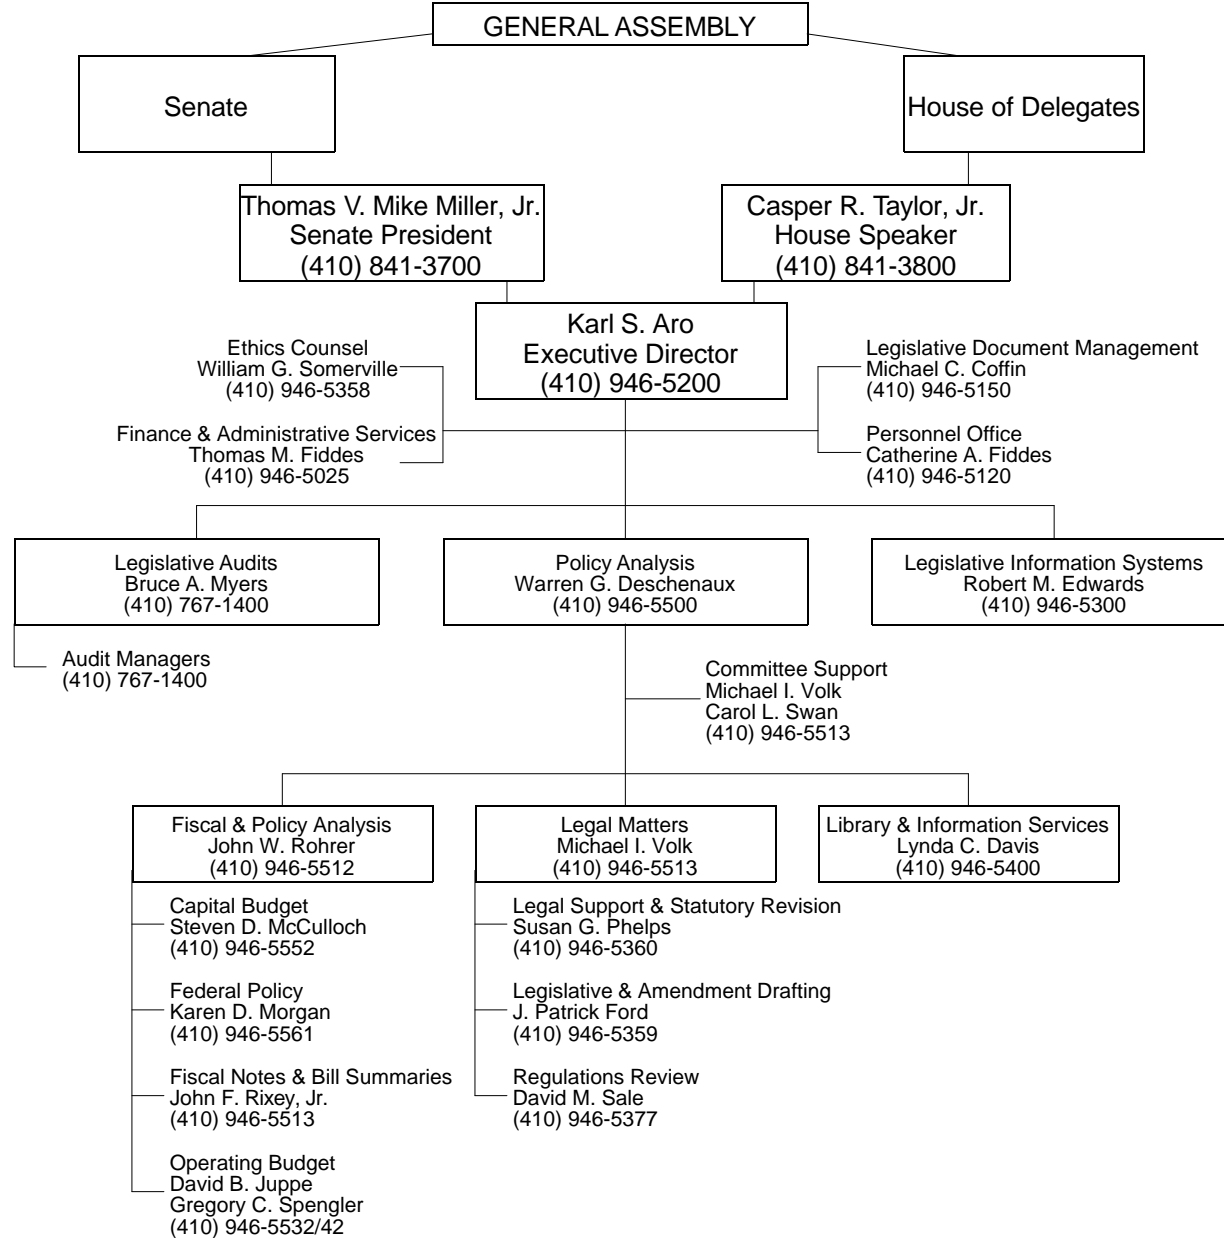 GENERAL ASSEMBLY
Senate
House of Delegates
Thomas V. Mike Miller, Jr.
Senate President
(410) 841-3700
Casper R. Taylor, Jr.
House Speaker
(410) 841-3800
Karl S. Aro
Executive Director
(410) 946-5200
Ethics Counsel
William G. Somerville
(410) 946-5358
Legislative Document Management
Michael C. Coffin
(410) 946-5150
Finance & Administrative Services
Thomas M. Fiddes
(410) 946-5025
Personnel Office
Catherine A. Fiddes
(410) 946-5120
Legislative Audits
Bruce A. Myers
(410) 767-1400
Policy Analysis
Warren G. Deschenaux
(410) 946-5500
Legislative Information Systems
Robert M. Edwards
(410) 946-5300
Audit Managers
(410) 767-1400
Committee Support
Michael I. Volk
Carol L. Swan
(410) 946-5513
Fiscal & Policy Analysis
John W. Rohrer
(410) 946-5512
Legal Matters
Michael I. Volk
(410) 946-5513
Library & Information Services
Lynda C. Davis
(410) 946-5400
Capital Budget
Steven D. McCulloch
(410) 946-5552
Federal Policy
Karen D. Morgan
(410) 946-5561
Fiscal Notes & Bill Summaries
John F. Rixey, Jr.
(410) 946-5513
Operating Budget
David B. Juppe
Gregory C. Spengler
(410) 946-5532/42
Legal Support & Statutory Revision
Susan G. Phelps
(410) 946-5360
Legislative & Amendment Drafting
J. Patrick Ford
(410) 946-5359
Regulations Review
David M. Sale
(410) 946-5377